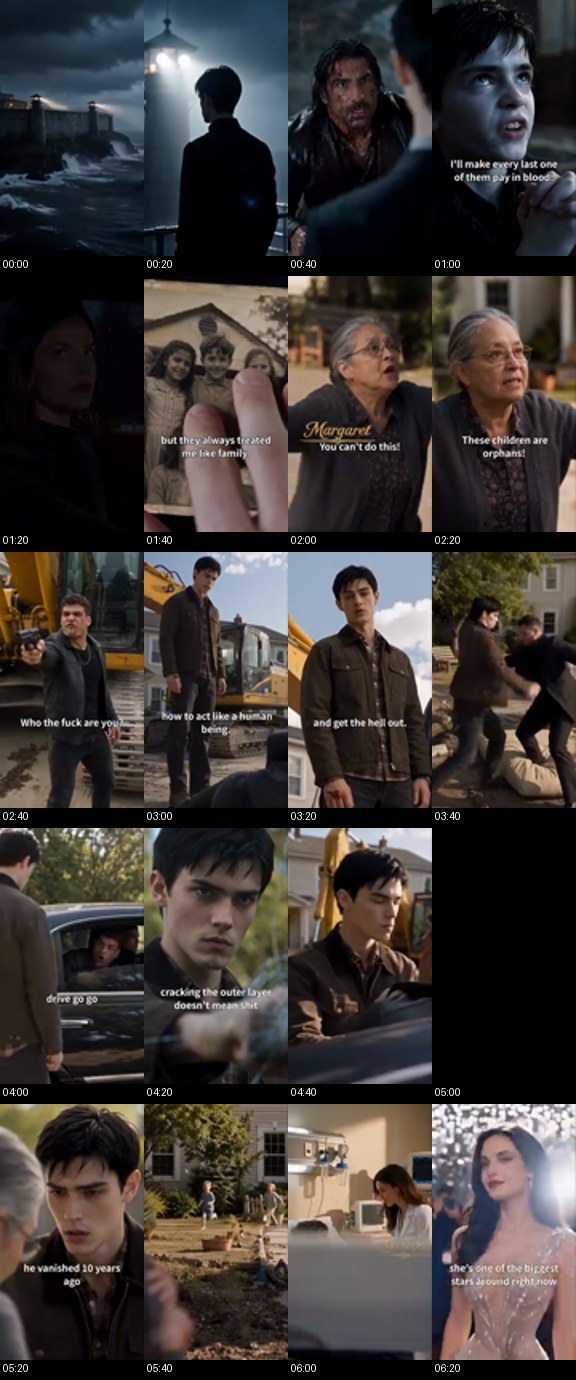 00:00
00:20
00:40
I'll make every last one
of them pay in blood.
01:00
01:20
but they always treated
me like family
01:40
Margaret
You can't do this!
02:00
These children are
orphans!
02:20
Who the fuck are you?
02:40
how to act like a human
being.
03:00
and get the hell out.
03:20
03:40
drive go go
04:00
cracking the outer layer
doesn't mean shit
04:20
04:40
05:00
he vanished 10 years
ago
05:20
05:40
06:00
she's one of the biggest
stars around right now
06:20